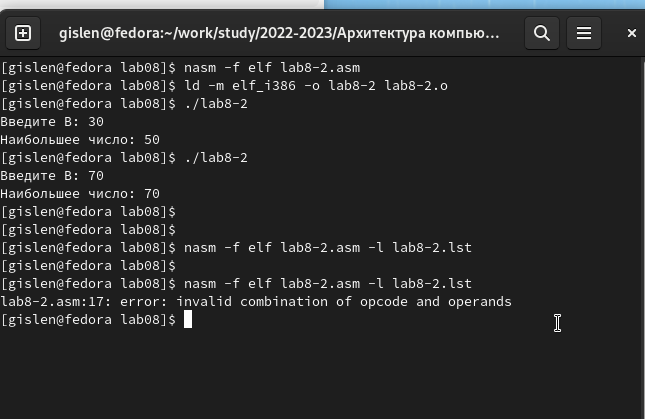 gislen@fedora:~/work/study/2022-2023/Архитектура компью...
[gislen@fedora lab08]$ nasm -f elf lab8-2.asm
[gislen@fedora lab08]$ ld -m elf_i386 -o lab8-2 lab8-2.o
[gislen@fedora lab08]$ ./lab8-2
Введите B: 30
Наибольшее число: 50
[gislen@fedora lab08]$ ./lab8-2
Введите B: 70
Наибольшее число: 70
[gislen@fedora lab08]$
[gislen@fedora lab08]$
[gislen@fedora lab08]$ nasm -f elf lab8-2.asm -l lab8-2.lst
[gislen@fedora lab08]$
[gislen@fedora lab08]$ nasm -f elf lab8-2.asm -l lab8-2.lst
lab8-2.asm:17: error: invalid combination of opcode and operands
[gislen@fedora lab08]$